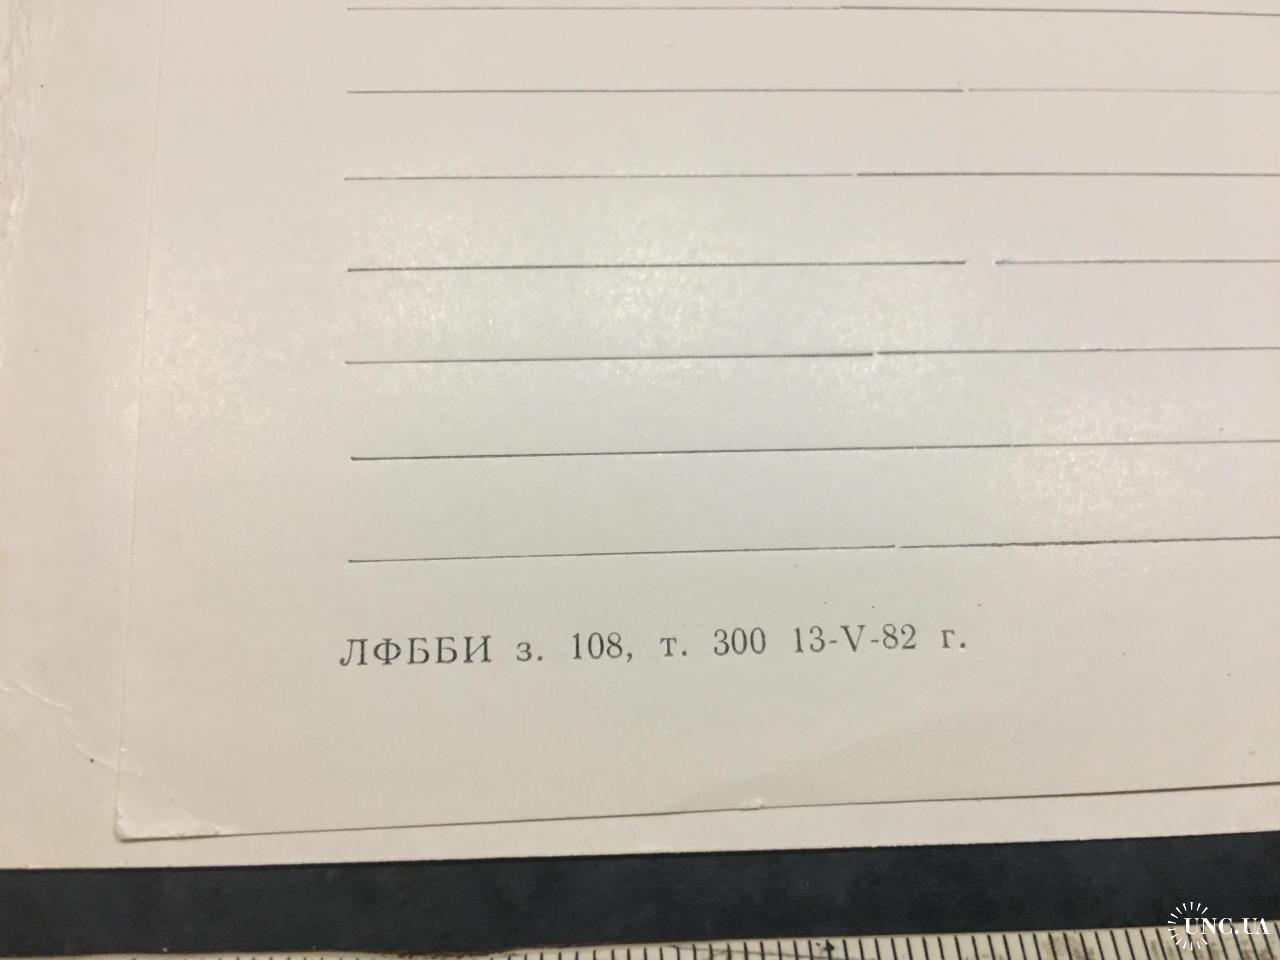 ЛФББИ з. 108, т. 300 13-V-82 г.
UNC.UA